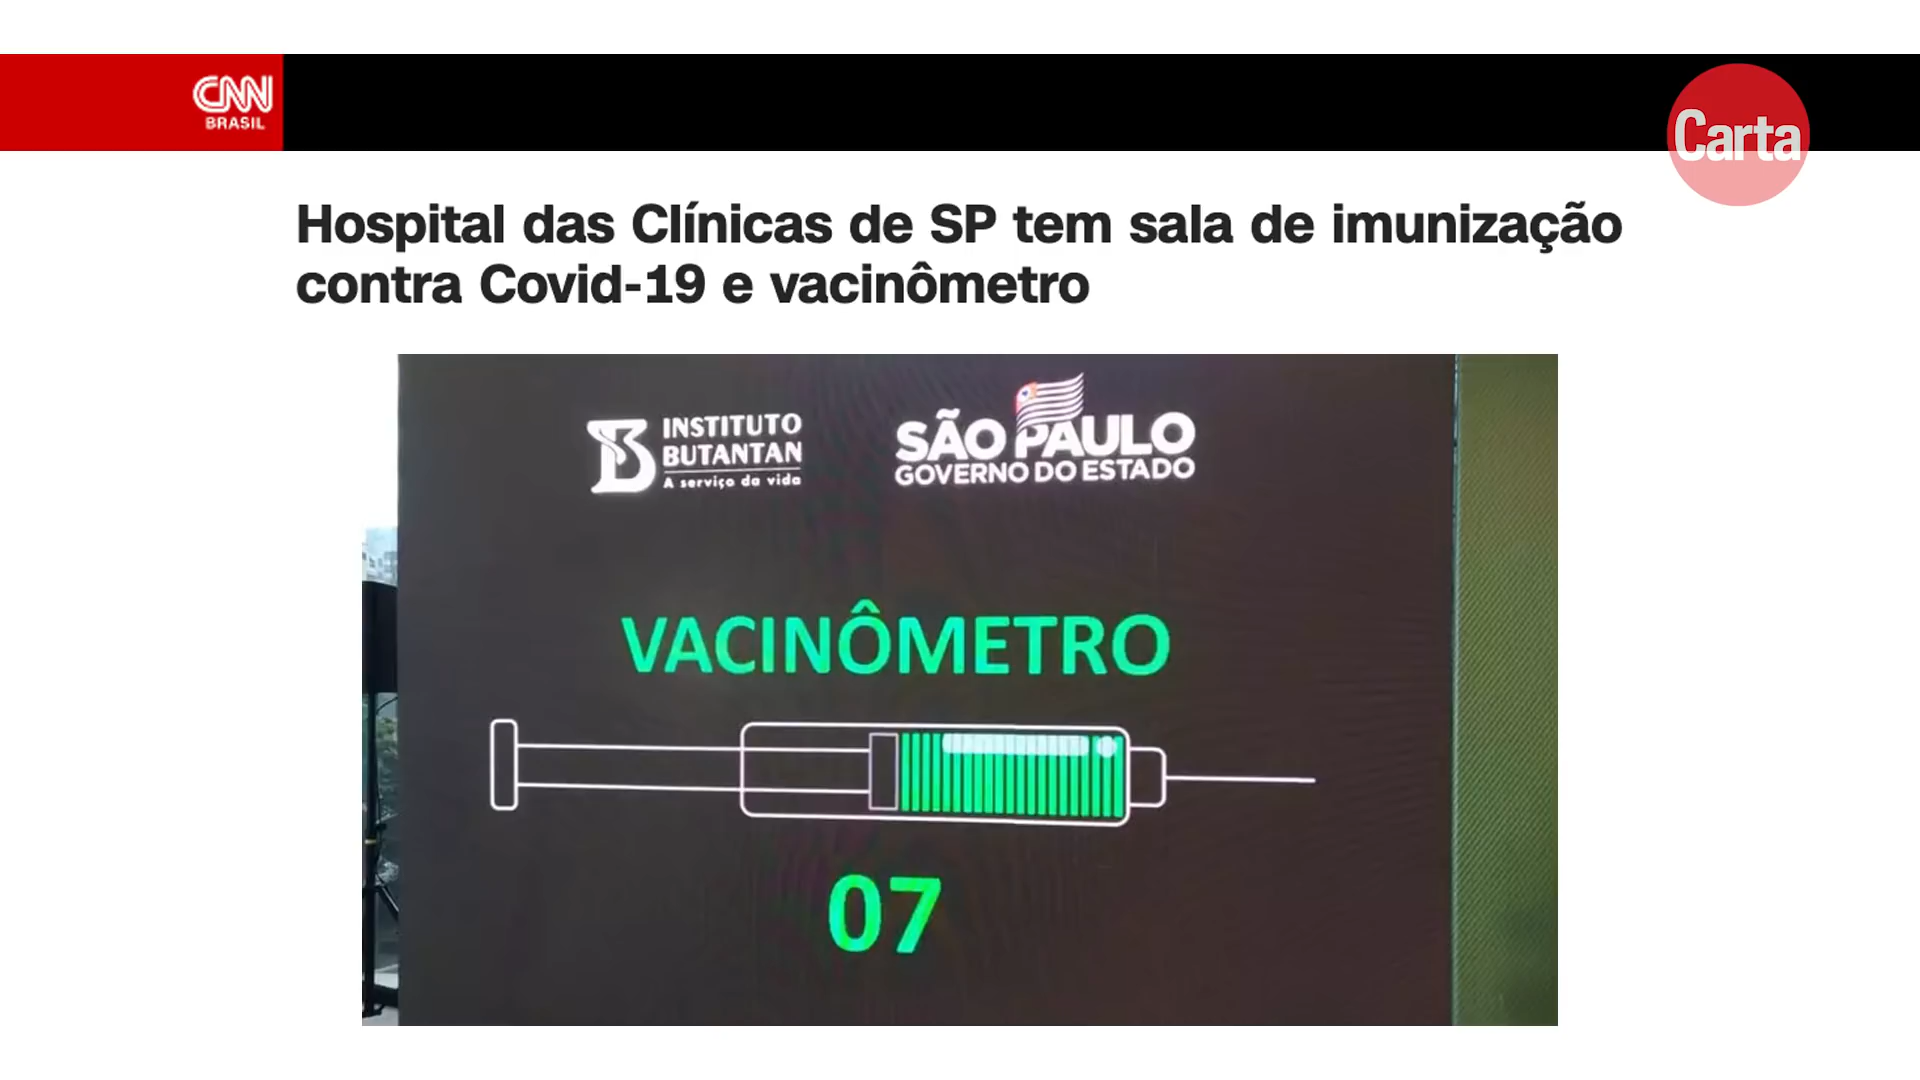 CNN
BRASIL
Carta
Hospital das Clínicas de SP tem sala de imunização
contra Covid-19 e vacinômetro
INSTITUTO
BUTANTAN
A serviço da vida
SÃO PAULO
GOVERNO DO ESTADO
VACINÔMETRO
07